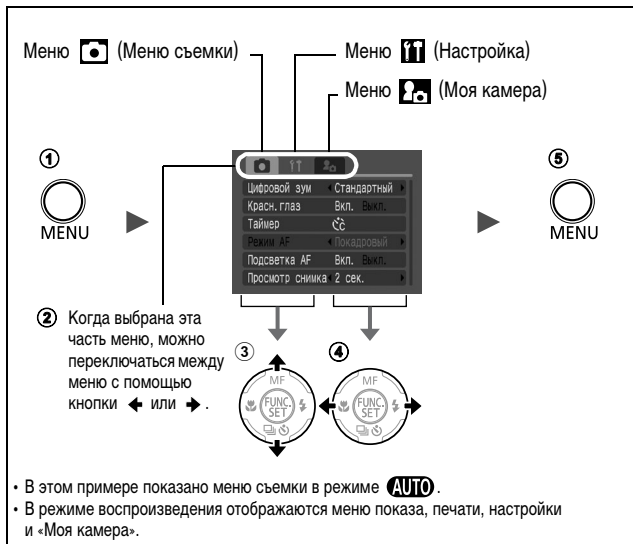 Меню (Меню съемки)
Меню (Настройка)
Меню (Моя камера)
①
MENU
⑤
MENU
Цифровой зум Стандартный
Красн.глаз Вкл. Выкл.
Таймер
Режим AF Покадровый
Подсветка AF Вкл. Выкл.
Просмотр снимка 2 сек.
② Когда выбрана эта
часть меню, можно
переключаться между
меню с помощью
кнопки ← или →.
③
MF
FUNC.
SET
④
MF
FUNC.
SET
• В этом примере показано меню съемки в режиме AUTO.
• В режиме воспроизведения отображаются меню показа, печати, настройки
и «Моя камера».